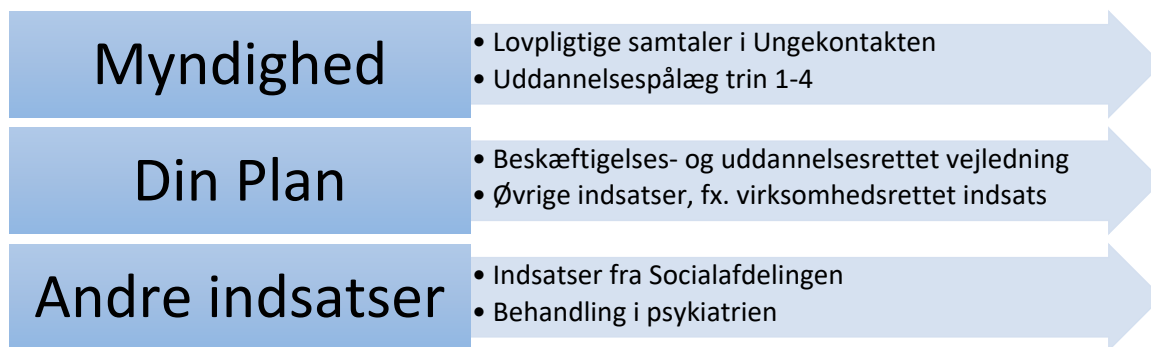 Myndighed
• Lovpligtige samtaler i Ungekontakten
• Uddannelsespålæg trin 1-4
Din Plan
• Beskæftigelses- og uddannelsesrettet vejledning
• Øvrige indsatser, fx. virksomhedsrettet indsats
Andre indsatser
• Indsatser fra Socialafdelingen
• Behandling i psykiatrien